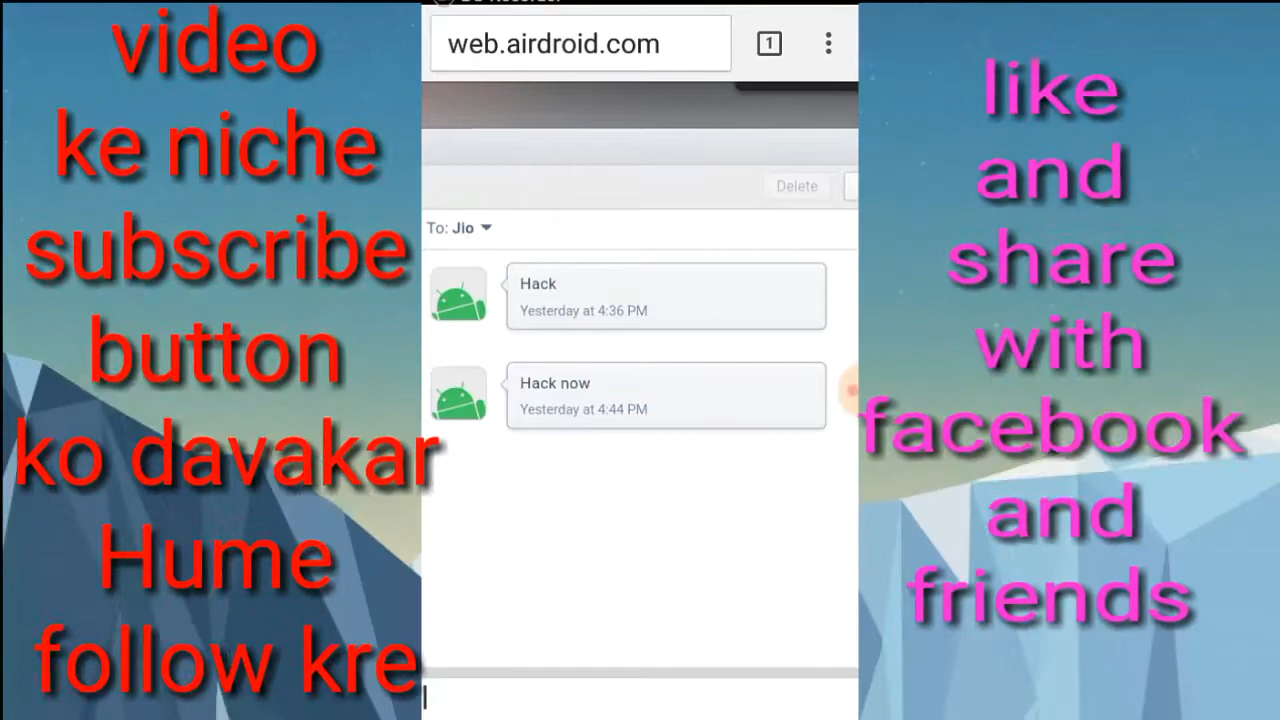 video
ke niche
subscribe
button
ko davakar
Hume
follow kre
web.airdroid.com
1
Delete
To: Jio
Hack
Yesterday at 4:36 PM
Hack now
Yesterday at 4:44 PM
like
and
share
with
facebook
and
friends